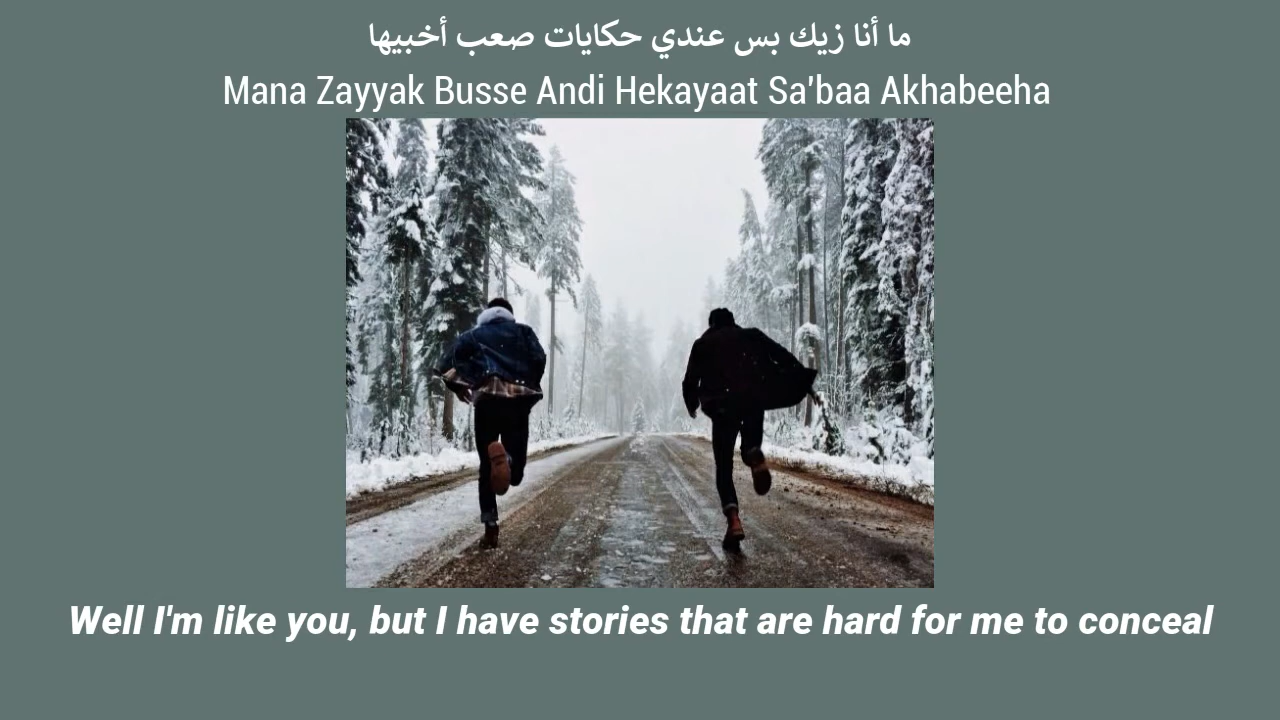 ما أنا زيك بس عندي حكايات صعب أخبيها
Mana Zayyak Busse Andi Hekayaat Sa'baa Akhabeeha
Well I'm like you, but I have stories that are hard for me to conceal